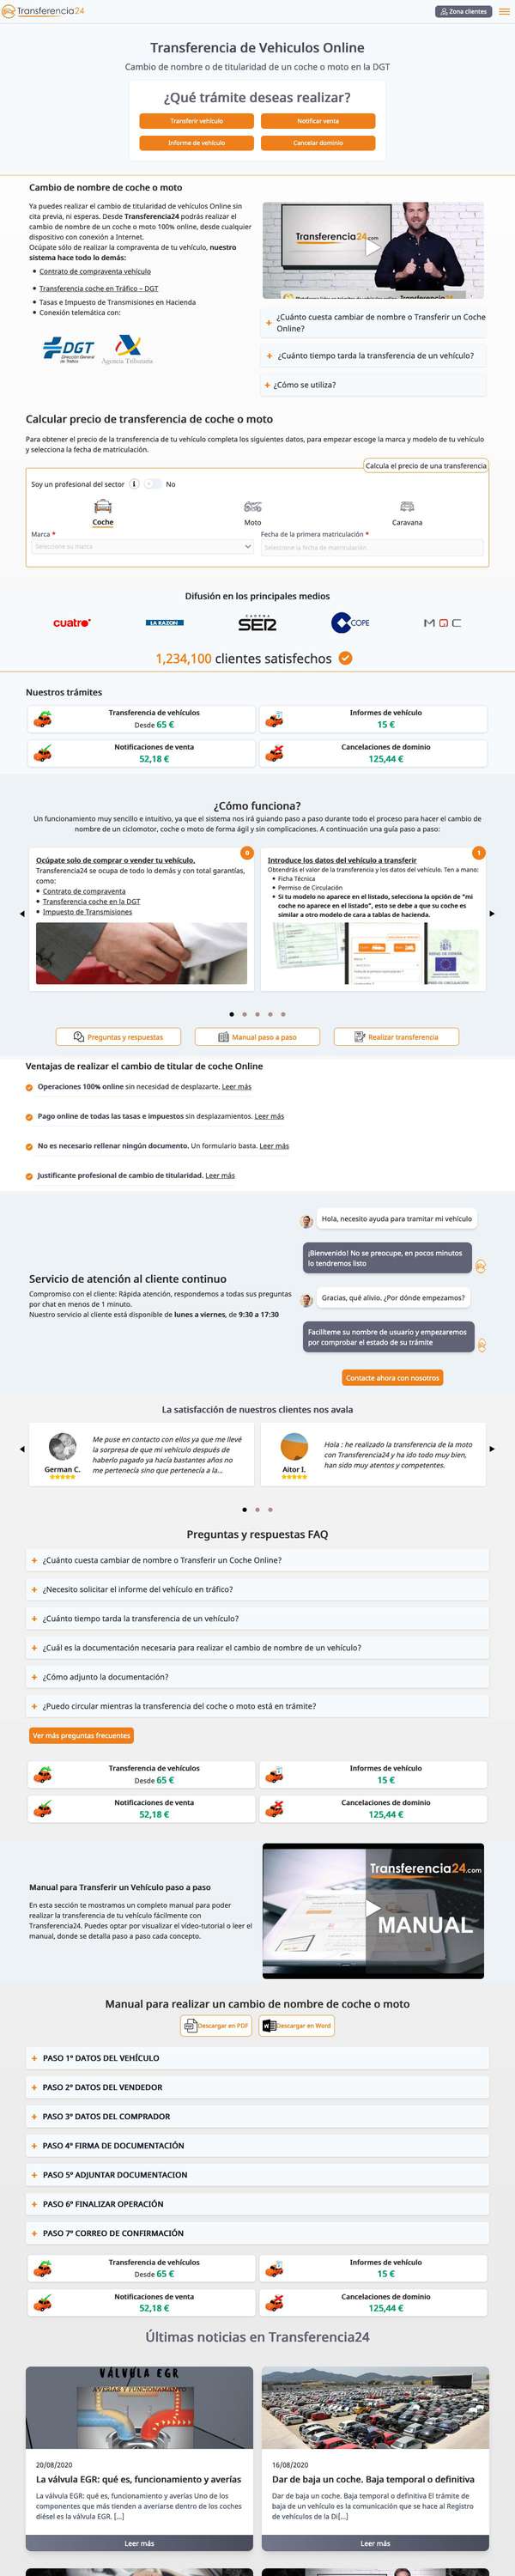 Transferencia24
Zona clientes
Transferencia de Vehiculos Online
Cambio de nombre o de titularidad de un coche o moto en la DGT
¿Qué trámite deseas realizar?
Transferir vehículo
Notificar venta
Informe de vehículo
Cancelar dominio
Cambio de nombre de coche o moto
Ya puedes realizar el cambio de titularidad de vehículos Online sin
cita previa, ni esperas. Desde Transferencia24 podrás realizar el
cambio de nombre de un coche o moto 100% online, desde cualquier
dispositivo con conexión a Internet.
Ocúpate sólo de realizar la compraventa de tu vehículo, nuestro
sistema hace todo lo demás:
Contrato de compraventa vehículo
Transferencia coche en Tráfico – DGT
Tasas e Impuesto de Transmisiones en Hacienda
Conexión telemática con:
DGT
Dirección General
de Tráfico
Agencia Tributaria
Transferencia24.com
¿Cuánto cuesta cambiar de nombre o Transferir un Coche
Online?
¿Cuánto tiempo tarda la transferencia de un vehículo?
¿Cómo se utiliza?
Calcular precio de transferencia de coche o moto
Para obtener el precio de la transferencia de tu vehículo completa los siguientes datos, para empezar escoge la marca y modelo de tu vehículo
y selecciona la fecha de matriculación.
Calcula el precio de una transferencia
Soy un profesional del sector
No
Coche
Moto
Caravana
Marca *
Seleccione su marca
Fecha de la primera matriculación *
Seleccione la fecha de matriculación
Difusión en los principales medios
cuatro
LA RAZON
CADENA
SER
COPE
M Q C
1,234,100 clientes satisfechos
Nuestros trámites
Transferencia de vehículos
Desde 65 €
Informes de vehículo
15 €
Notificaciones de venta
52,18 €
Cancelaciones de dominio
125,44 €
¿Cómo funciona?
Un funcionamiento muy sencillo e intuitivo, ya que el sistema nos irá guiando paso a paso durante todo el proceso para hacer el cambio de
nombre de un ciclomotor, coche o moto de forma ágil y sin complicaciones. A continuación una guía paso a paso:
0
Ocúpate solo de comprar o vender tu vehículo.
Transferencia24 se ocupa de todo lo demás y con total garantías,
como:
Contrato de compraventa
Transferencia coche en la DGT
Impuesto de Transmisiones
1
Introduce los datos del vehículo a transferir
Obtendrás el valor de la transferencia y los datos del vehículo. Ten a mano:
Ficha Técnica
Permiso de Circulación
Si tu modelo no aparece en el listado, selecciona la opción de "mi
coche no aparece en el listado", esto se debe a que su coche es
similar a otro modelo de cara a tablas de hacienda.
Preguntas y respuestas
Manual paso a paso
Realizar transferencia
Ventajas de realizar el cambio de titular de coche Online
Operaciones 100% online sin necesidad de desplazarte. Leer más
Pago online de todas las tasas e impuestos sin desplazamientos. Leer más
No es necesario rellenar ningún documento. Un formulario basta. Leer más
Justificante profesional de cambio de titularidad. Leer más
Servicio de atención al cliente continuo
Compromiso con el cliente: Rápida atención, respondemos a todas sus preguntas
por chat en menos de 1 minuto.
Nuestro servicio al cliente está disponible de lunes a viernes, de 9:30 a 17:30
Hola, necesito ayuda para tramitar mi vehículo
¡Bienvenido! No se preocupe, en pocos minutos
lo tendremos listo
Gracias, qué alivio. ¿Por dónde empezamos?
Facilíteme su nombre de usuario y empezaremos
por comprobar el estado de su trámite
Contacte ahora con nosotros
La satisfacción de nuestros clientes nos avala
German C.
Me puse en contacto con ellos ya que me llevé
la sorpresa de que mi vehículo después de
haberlo pagado ya hacía bastantes años no
me pertenecía sino que pertenecía a la...
Aitor I.
Hola : he realizado la transferencia de la moto
con Transferencia24 y ha ido todo muy bien,
han sido muy atentos y competentes.
Preguntas y respuestas FAQ
¿Cuánto cuesta cambiar de nombre o Transferir un Coche Online?
¿Necesito solicitar el informe del vehículo en tráfico?
¿Cuánto tiempo tarda la transferencia de un vehículo?
¿Cuál es la documentación necesaria para realizar el cambio de nombre de un vehículo?
¿Cómo adjunto la documentación?
¿Puedo circular mientras la transferencia del coche o moto está en trámite?
Ver más preguntas frecuentes
Transferencia de vehículos
Desde 65 €
Informes de vehículo
15 €
Notificaciones de venta
52,18 €
Cancelaciones de dominio
125,44 €
Manual para Transferir un Vehículo paso a paso
En esta sección te mostramos un completo manual para poder
realizar la transferencia de tu vehículo fácilmente con
Transferencia24. Puedes optar por visualizar el vídeo-tutorial o leer el
manual, donde se detalla paso a paso cada concepto.
Transferencia24.com
MANUAL
Manual para realizar un cambio de nombre de coche o moto
Descargar en PDF
Descargar en Word
PASO 1º DATOS DEL VEHÍCULO
PASO 2º DATOS DEL VENDEDOR
PASO 3º DATOS DEL COMPRADOR
PASO 4º FIRMA DE DOCUMENTACIÓN
PASO 5º ADJUNTAR DOCUMENTACION
PASO 6º FINALIZAR OPERACIÓN
PASO 7º CORREO DE CONFIRMACIÓN
Transferencia de vehículos
Desde 65 €
Informes de vehículo
15 €
Notificaciones de venta
52,18 €
Cancelaciones de dominio
125,44 €
Últimas noticias en Transferencia24
VÁLVULA EGR
AVERÍAS Y FUNCIONAMIENTO
20/08/2020
La válvula EGR: qué es, funcionamiento y averías
La válvula EGR: qué es, funcionamiento y averías Uno de los
componentes que más tienden a averiarse dentro de los coches
diésel es la válvula EGR. [...]
Leer más
16/08/2020
Dar de baja un coche. Baja temporal o definitiva
Dar de baja un coche. Baja temporal o definitiva El trámite de
baja de un vehículo es la comunicación que se hace al Registro
de vehículos de la Di[...]
Leer más